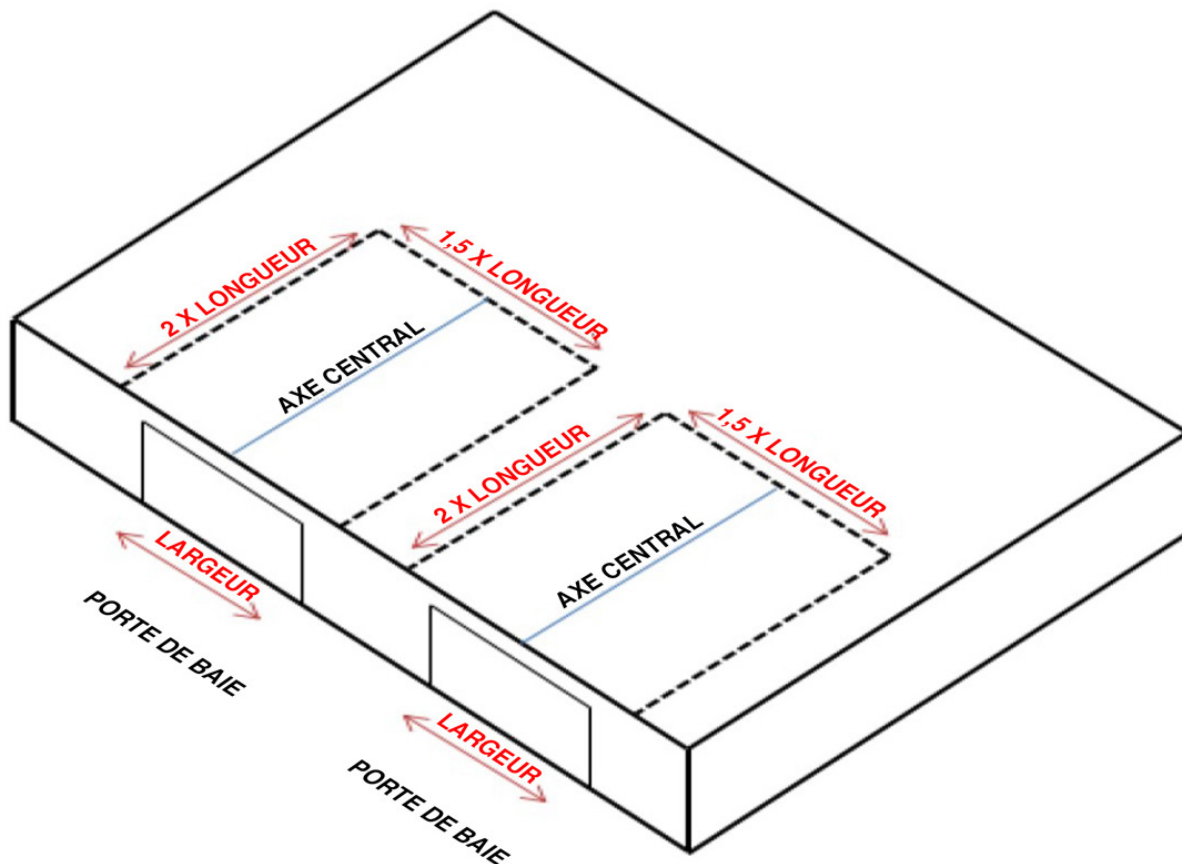 2 X LONGUEUR
1,5 X LONGUEUR
AXE CENTRAL
LARGEUR
PORTE DE BAIE
2 X LONGUEUR
1,5 X LONGUEUR
AXE CENTRAL
LARGEUR
PORTE DE BAIE